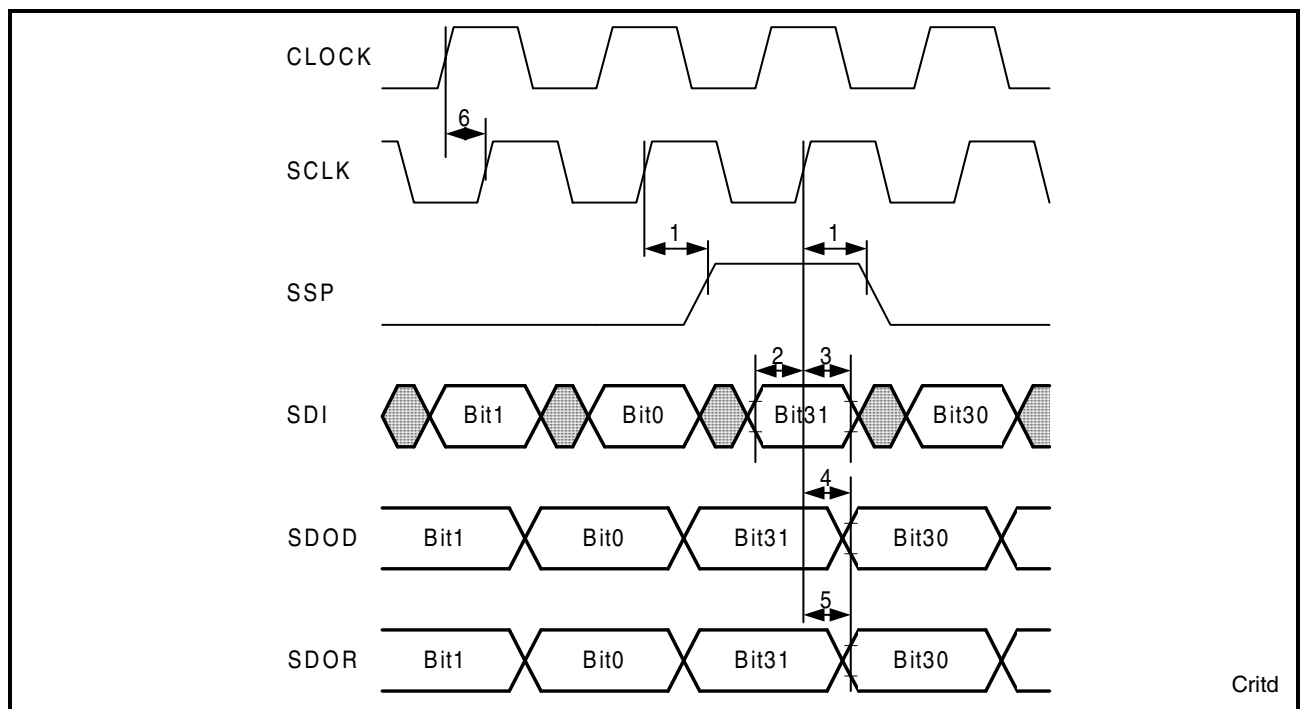 CLOCK
6
SCLK
1 1
SSP
2 3
SDI Bit1 Bit0 Bit31 Bit30
4
SDOD Bit1 Bit0 Bit31 Bit30
5
SDOR Bit1 Bit0 Bit31 Bit30
Critd